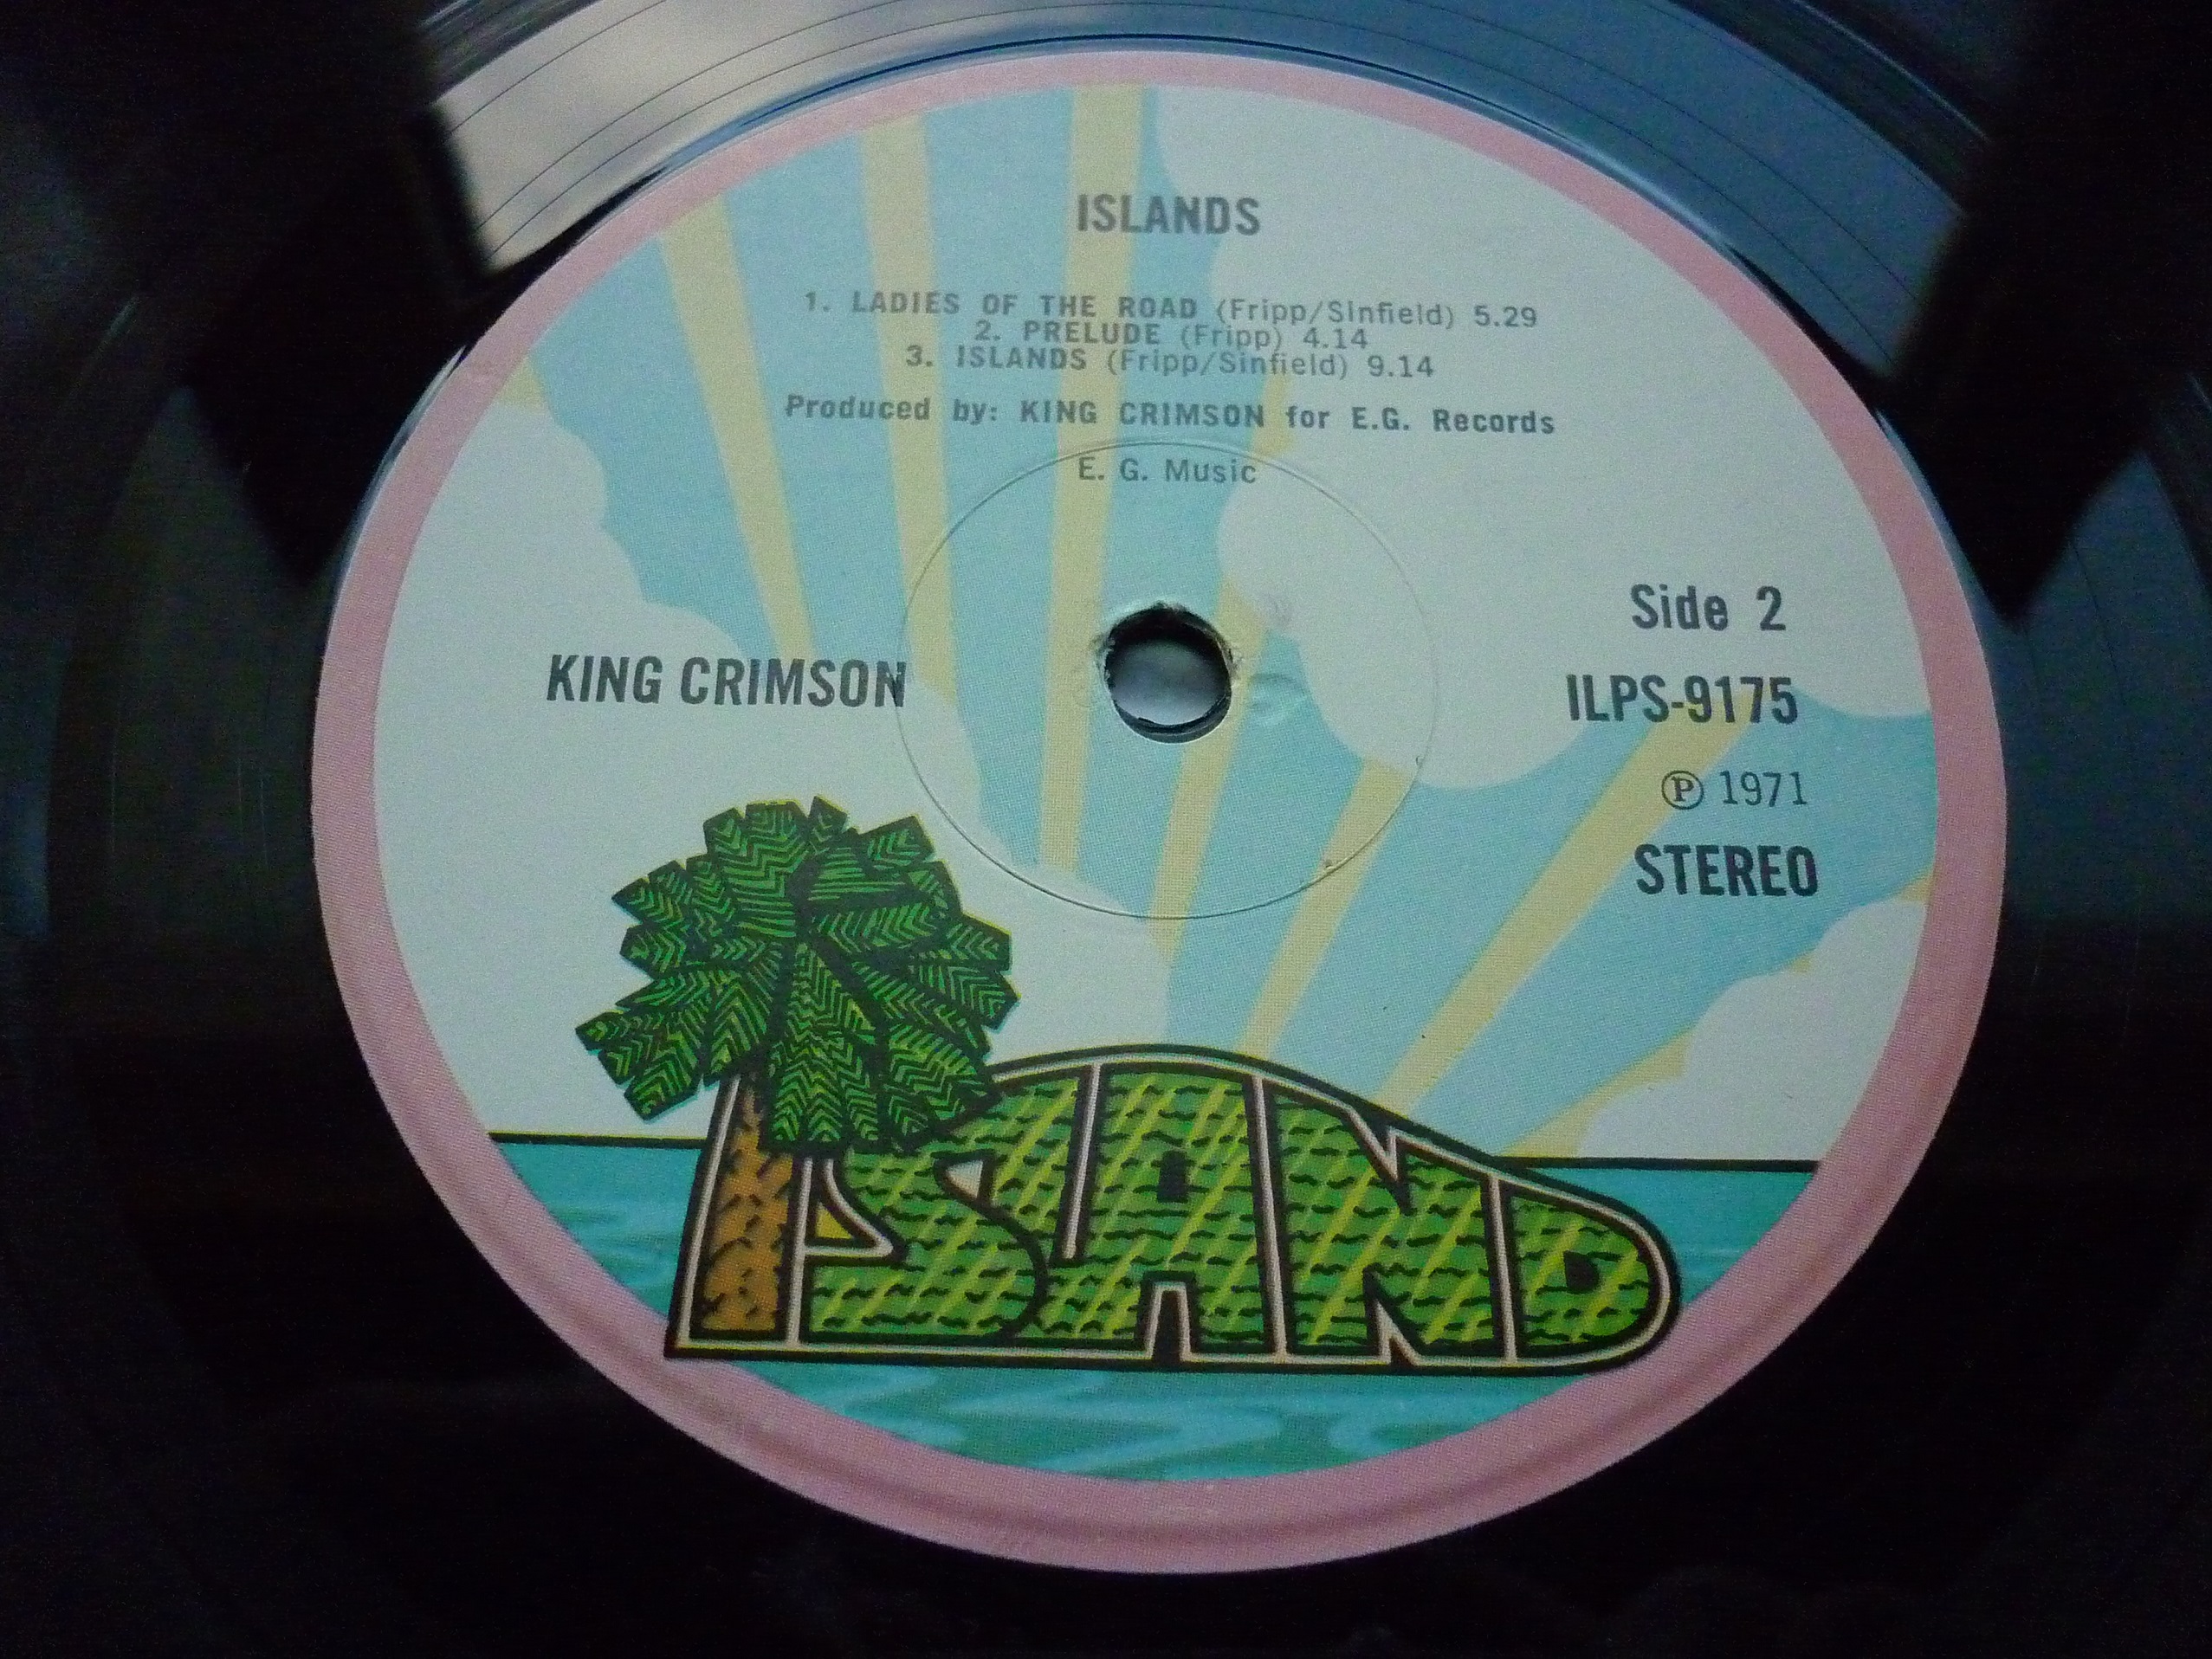 ISLANDS
1. LADIES OF THE ROAD (Fripp/Sinfield) 5.29
2. PRELUDE (Fripp) 4.14
3. ISLANDS (Fripp/Sinfield) 9.14
Produced by: KING CRIMSON for E.G. Records
E. G. Music
KING CRIMSON
Side 2
ILPS-9175
℗ 1971
STEREO
ISLAND